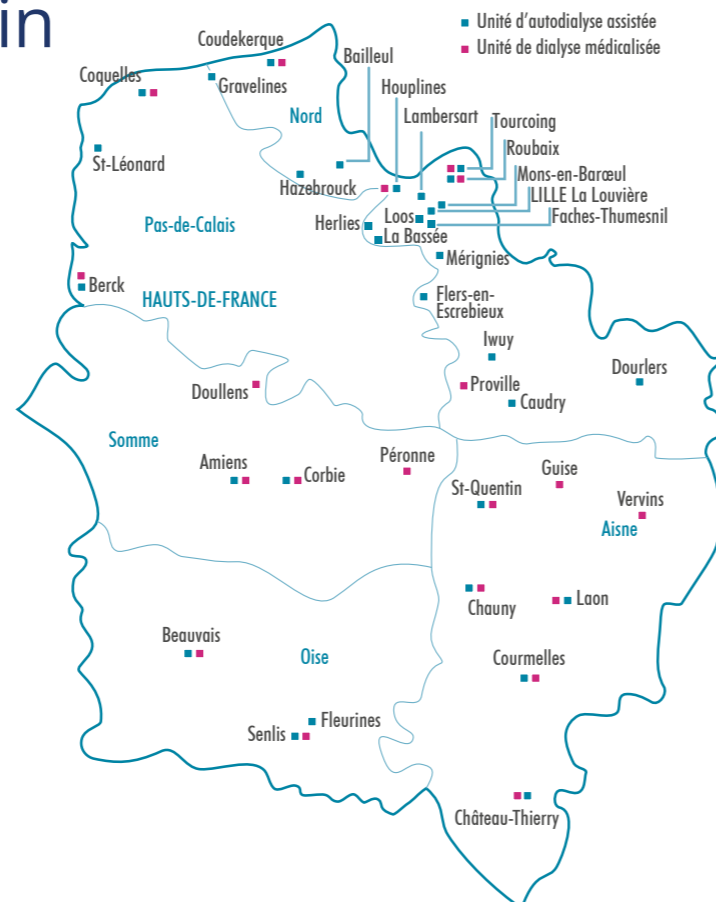 in
Unité d'autodialyse assistée
Unité de dialyse médicalisée
Coudekerque
Bailleul
Coquelles
Gravelines
Houplines
Nord
Lambersart
Tourcoing
Roubaix
St-Léonard
Hazebrouck
Mons-en-Barœul
LILLE La Louvière
Faches-Thumesnil
Pas-de-Calais
Herlies
Loos
La Bassée
Mérignies
Berck
HAUTS-DE-FRANCE
Flers-en-
Escrebieux
Iwuy
Dourlers
Doullens
Proville
Caudry
Somme
Amiens
Corbie
Péronne
St-Quentin
Guise
Vervins
Aisne
Chauny
Laon
Beauvais
Oise
Courmelles
Fleurines
Senlis
Château-Thierry